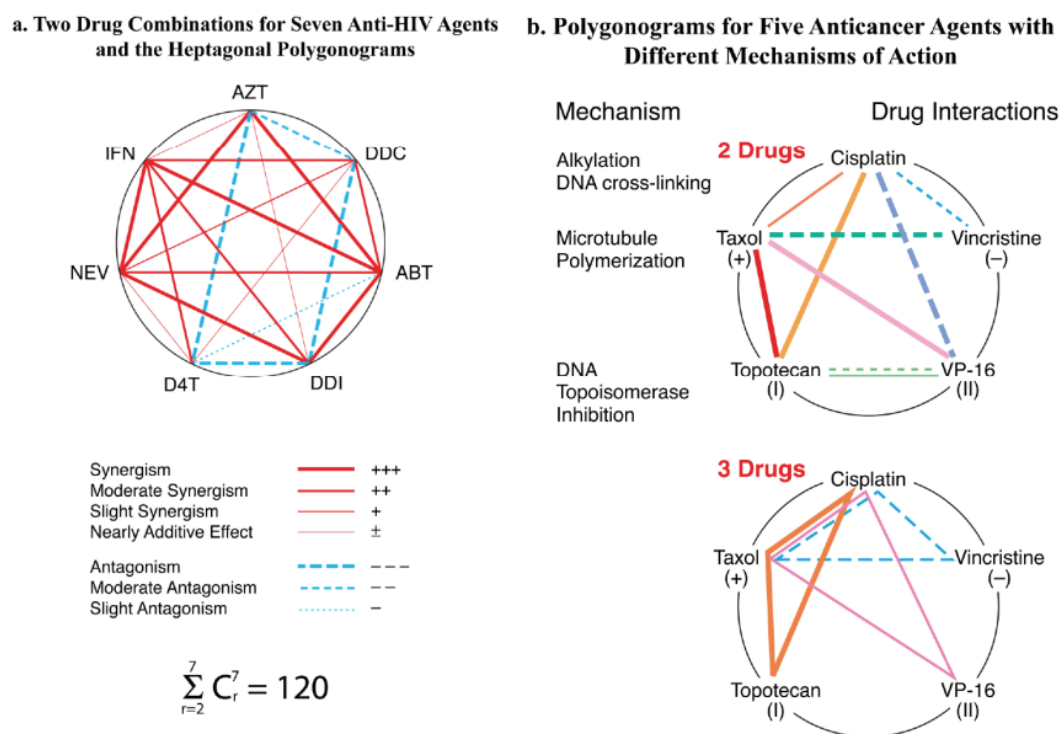 a. Two Drug Combinations for Seven Anti-HIV Agents
and the Heptagonal Polygonograms
AZT
IFN
DDC
NEV
ABT
D4T
DDI
Synergism +++
Moderate Synergism ++
Slight Synergism +
Nearly Additive Effect ±
Antagonism – – –
Moderate Antagonism – –
Slight Antagonism –
7
Σ C⁷ᵣ = 120
r=2
b. Polygonograms for Five Anticancer Agents with
Different Mechanisms of Action
Mechanism
Drug Interactions
2 Drugs
Alkylation
DNA cross-linking
Cisplatin
Microtubule
Polymerization
Taxol
(+)
Vincristine
(–)
DNA
Topoisomerase
Inhibition
Topotecan
(I)
VP-16
(II)
3 Drugs
Cisplatin
Taxol
(+)
Vincristine
(–)
Topotecan
(I)
VP-16
(II)